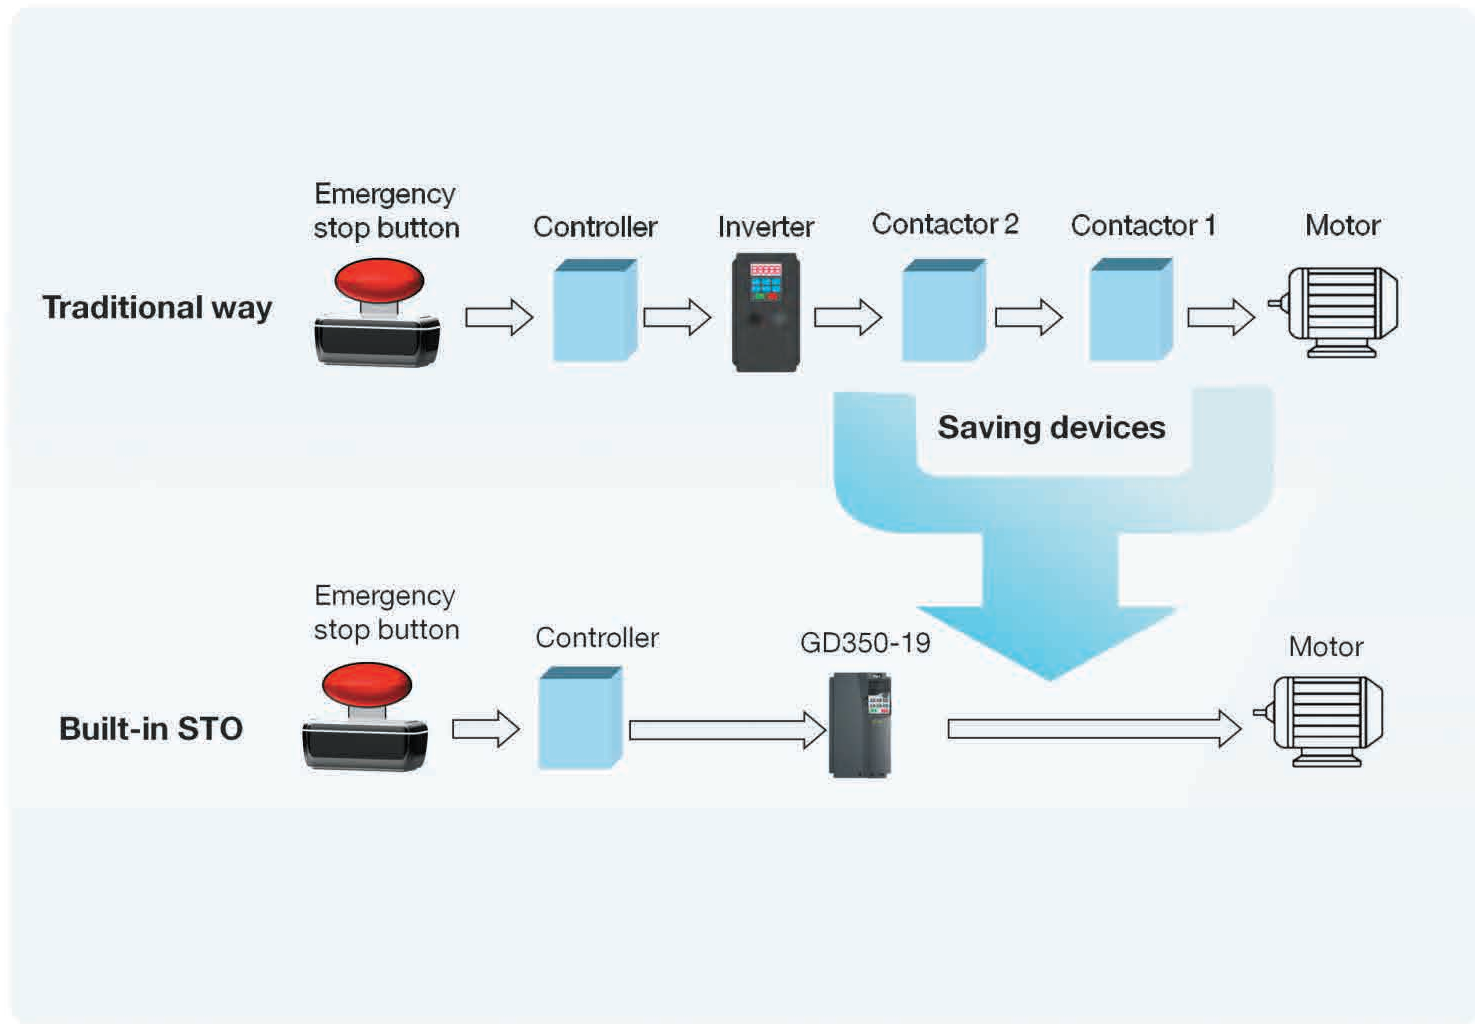 Emergency
stop button
Controller
Inverter
Contactor 2
Contactor 1
Motor
Traditional way
Saving devices
Emergency
stop button
Controller
GD350-19
Motor
Built-in STO